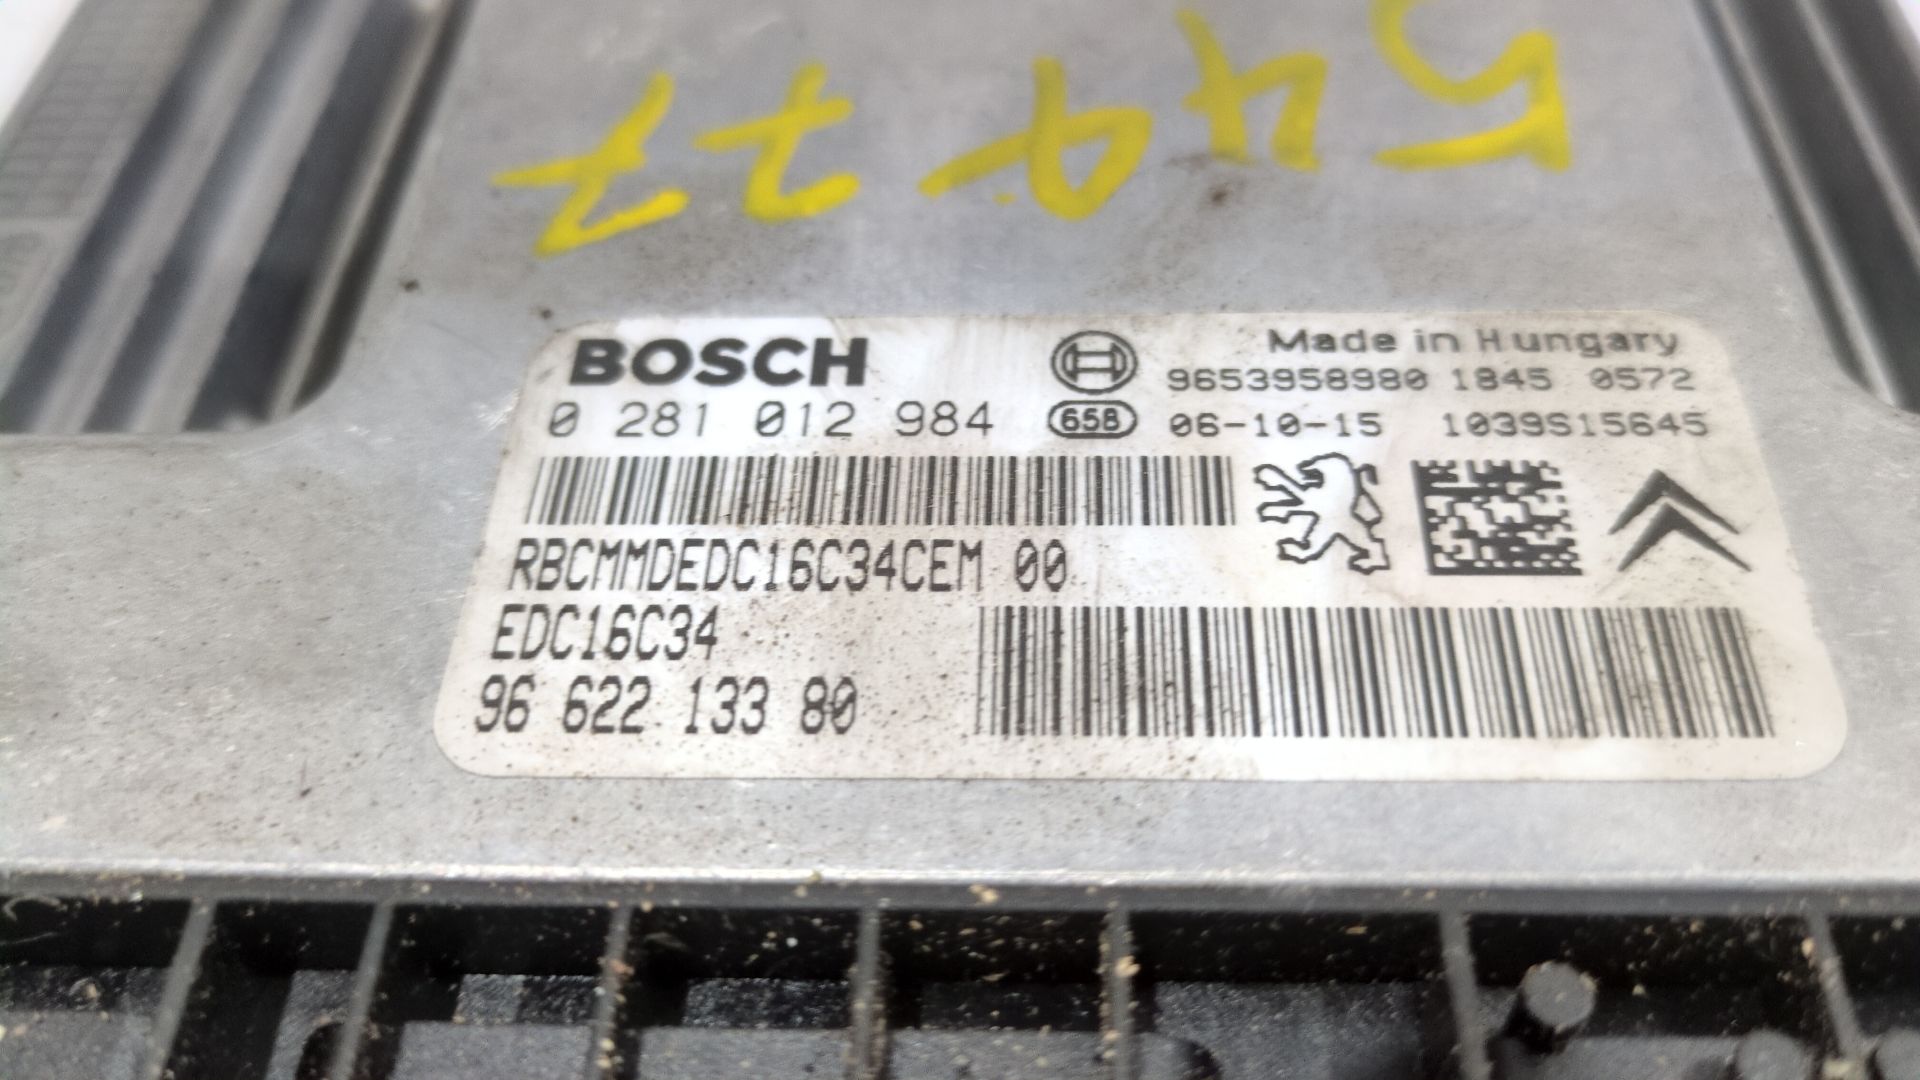 54977
BOSCH
Made in Hungary
9653958980 1845 0572
0 281 012 984
658
06-10-15 1039S15645
RBCMMDEDC16C34CEM 00
EDC16C34
96 622 133 80